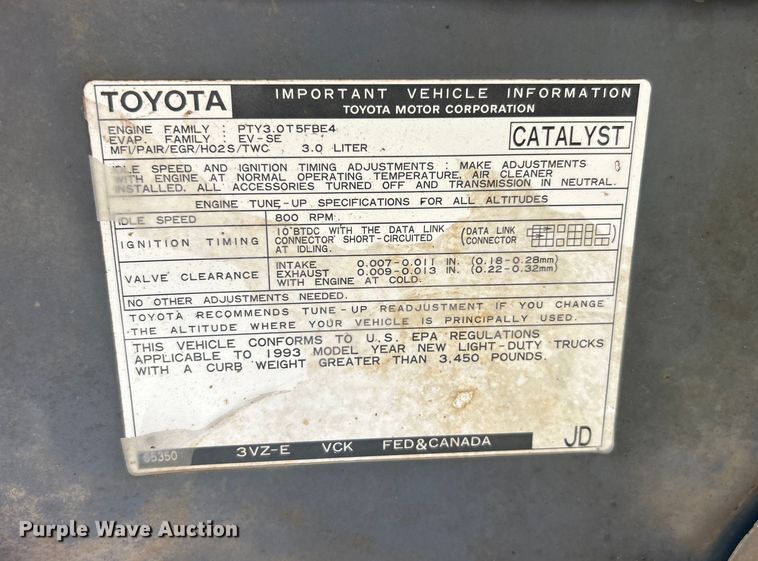 TOYOTA
IMPORTANT VEHICLE INFORMATION
TOYOTA MOTOR CORPORATION
ENGINE FAMILY : PTY3.0T5FBE4
EVAP. FAMILY : EV-SE
MFI/PAIR/EGR/HO2S/TWC 3.0 LITER
CATALYST
IDLE SPEED AND IGNITION TIMING ADJUSTMENTS : MAKE ADJUSTMENTS
WITH ENGINE AT NORMAL OPERATING TEMPERATURE, AIR CLEANER
INSTALLED, ALL ACCESSORIES TURNED OFF AND TRANSMISSION IN NEUTRAL.
ENGINE TUNE-UP SPECIFICATIONS FOR ALL ALTITUDES
IDLE SPEED 800 RPM
IGNITION TIMING
10°BTDC WITH THE DATA LINK
CONNECTOR SHORT-CIRCUITED
AT IDLING.
(DATA LINK
CONNECTOR
VALVE CLEARANCE
INTAKE 0.007-0.011 IN. (0.18-0.28mm)
EXHAUST 0.009-0.013 IN. (0.22-0.32mm)
WITH ENGINE AT COLD.
NO OTHER ADJUSTMENTS NEEDED.
TOYOTA RECOMMENDS TUNE-UP READJUSTMENT IF YOU CHANGE
THE ALTITUDE WHERE YOUR VEHICLE IS PRINCIPALLY USED.
THIS VEHICLE CONFORMS TO U.S. EPA REGULATIONS
APPLICABLE TO 1993 MODEL YEAR NEW LIGHT-DUTY TRUCKS
WITH A CURB WEIGHT GREATER THAN 3,450 POUNDS.
65350 3VZ-E VCK FED&CANADA JD
Purple Wave Auction